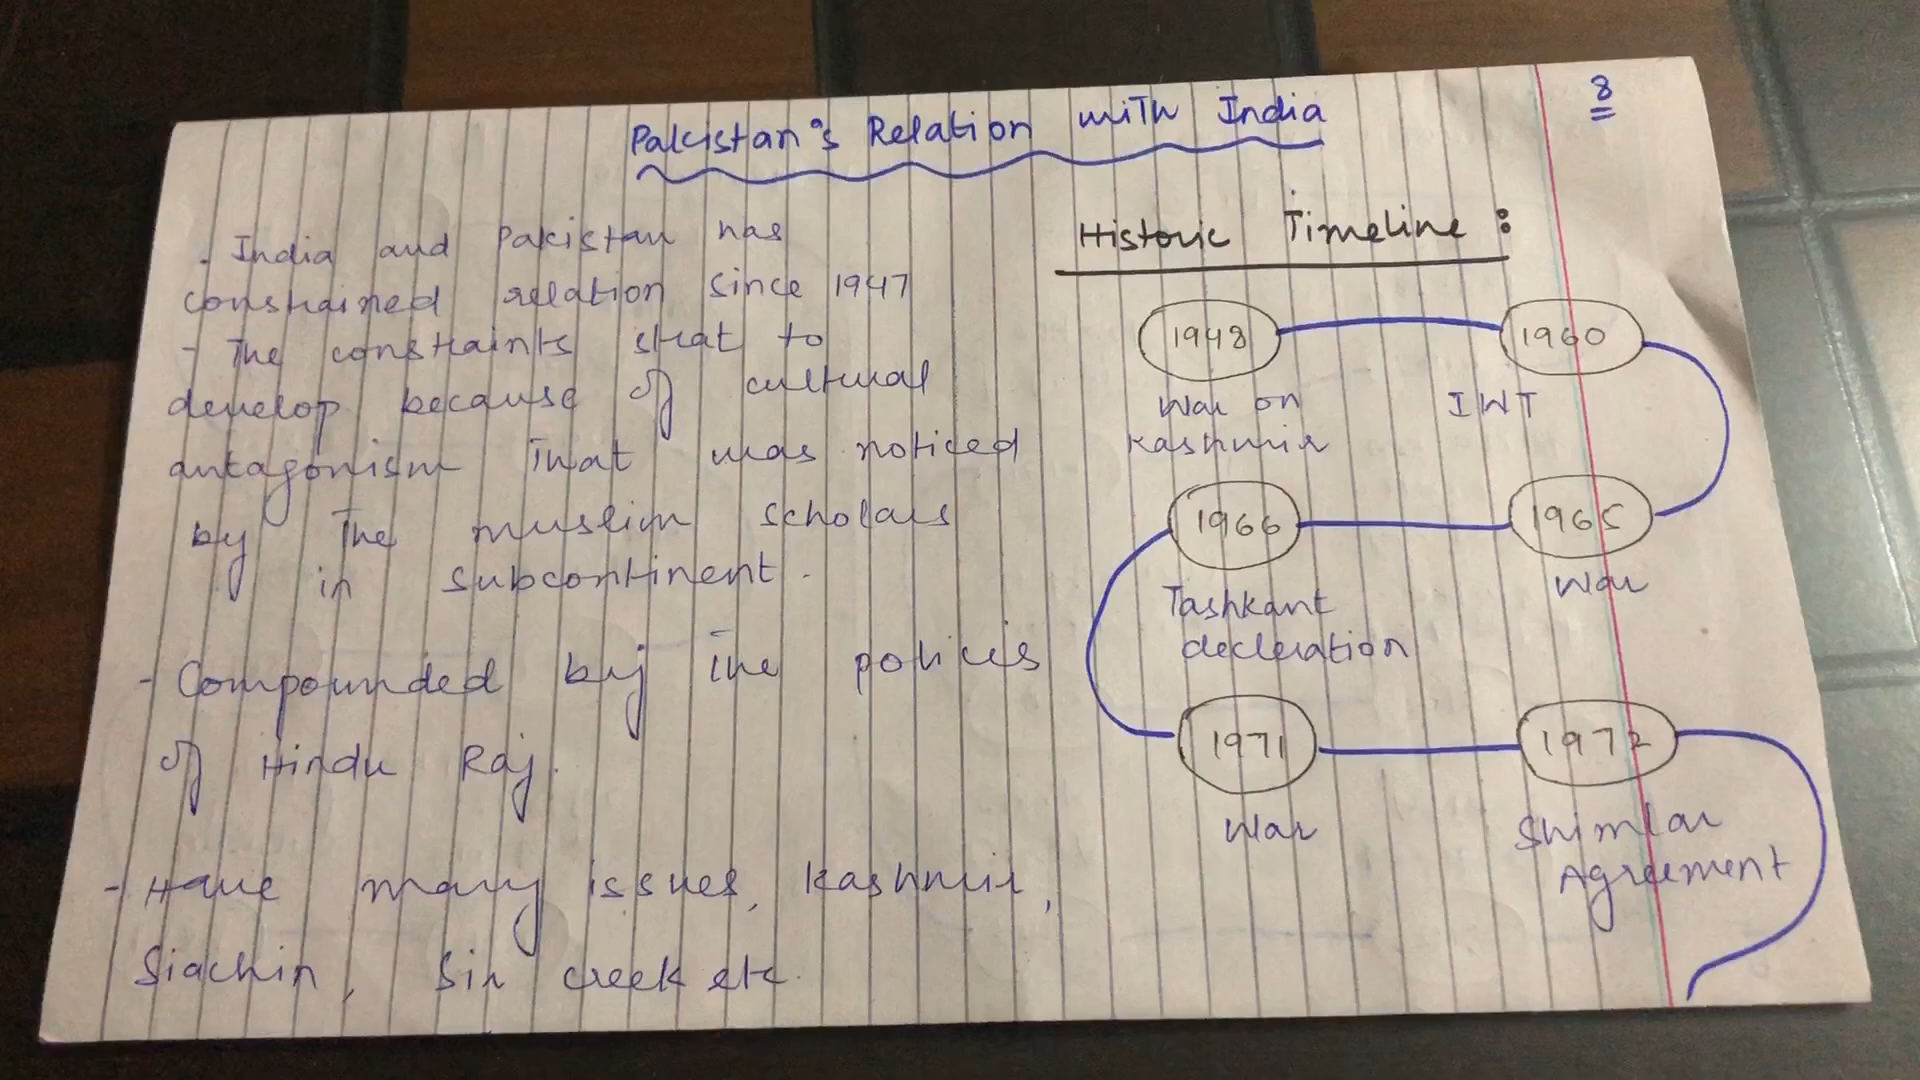 8
Pakistan's Relation with India
- India and Pakistan has
constrained relation since 1947
- The constraints strat to
develop because of cultural
antagonism that was noticed
by the muslim scholars
in subcontinent.
- Compounded by the policies
of Hindu Raj.
- Have many issues, Kashmir,
Siachin, Sir creek etc.
Historic Timeline:
1948 1960
War on IWT
Kashmir
1966 1965
Tashkant War
decleration
1971 1972
War Shimlar
Agreement